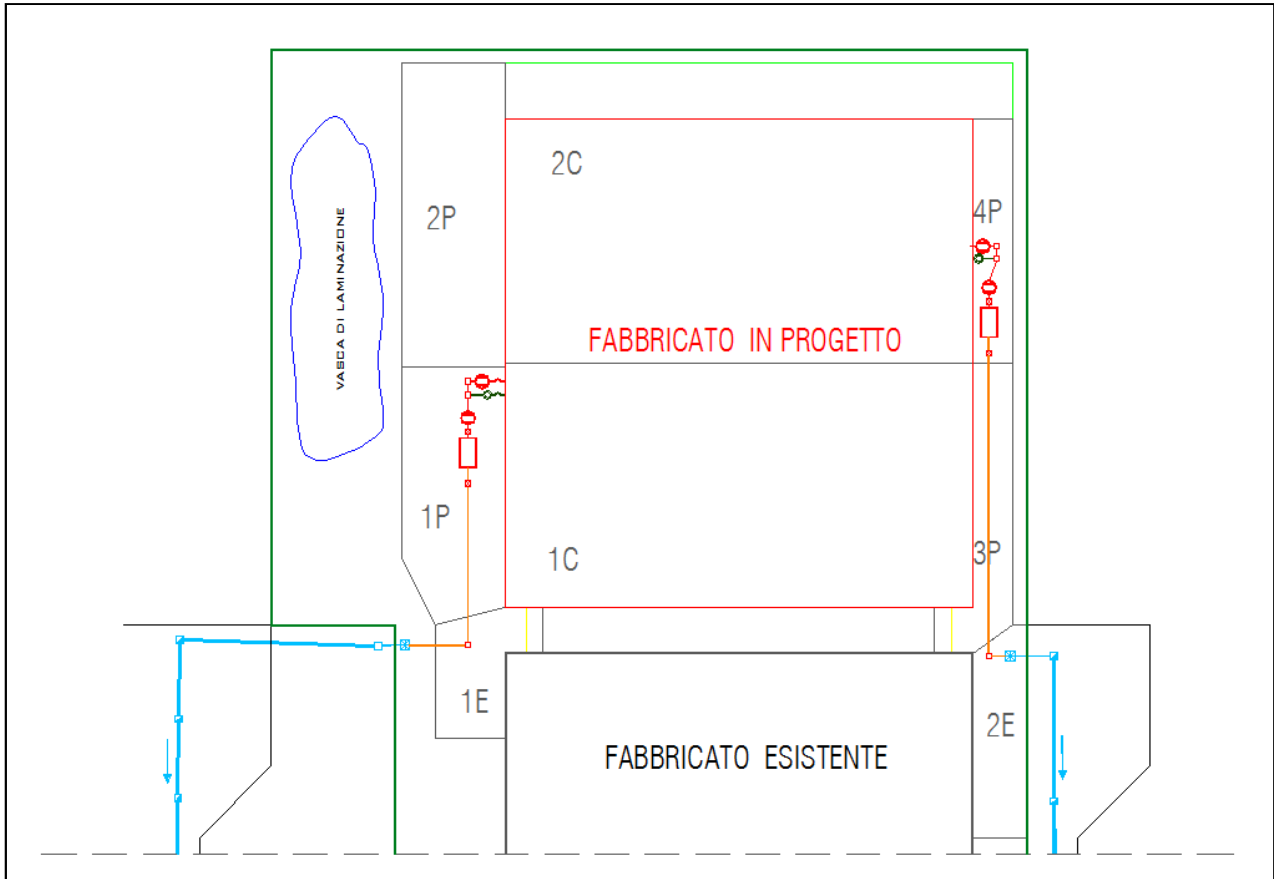 2C
2P
4P
VASCA DI LAMINAZIONE
FABBRICATO IN PROGETTO
1P
1C
3P
1E
2E
FABBRICATO ESISTENTE